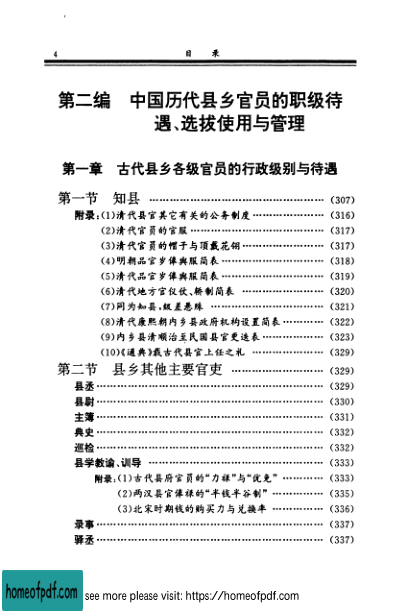 4 目录
第二编 中国历代县乡官员的职级待
遇、选拔使用与管理
第一章 古代县乡各级官员的行政级别与待遇
第一节 知县 …………………………… (307)
附录:(1)清代县官其它有关的公务制度 ……………… (316)
(2)清代官员的官服 …………………… (317)
(3)清代官员的帽子与顶戴花翎 ……………… (317)
(4)明朝品官岁俸舆服简表 ……………… (318)
(5)清代品官岁俸舆服简表 ……………… (319)
(6)清代地方官仪仗、轿制简表 ……………… (320)
(7)同为知县,级差悬殊 ……………… (321)
(8)清代康熙朝内乡县政府机构设置简表 ………… (322)
(9)内乡县清顺治至民国县官更迭表 ……………… (323)
(10)《通典》载古代县官上任之礼 ……………… (329)
第二节 县乡其他主要官吏 ……………… (329)
县丞 …………………………… (329)
县尉 …………………………… (330)
主簿 …………………………… (331)
典史 …………………………… (332)
巡检 …………………………… (332)
县学教谕、训导 …………………… (333)
附录:(1)古代县府官员的“力禄”与“优免” ………… (333)
(2)两汉县官俸禄的“半钱半谷制” …………… (335)
(3)北宋时期钱的购买力与兑换率 …………… (336)
录事 …………………………… (337)
驿丞 …………………………… (337)
homeofpdf.com
see more please visit: https://homeofpdf.com